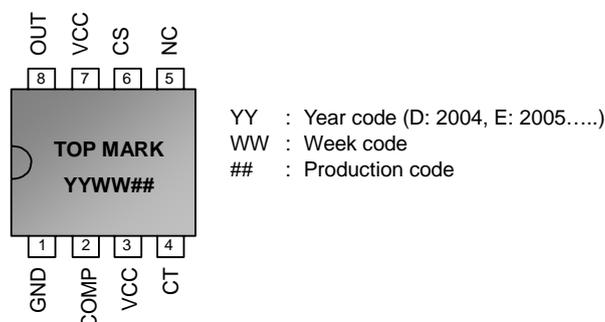 OUT VCC CS NC
8 7 6 5
TOP MARK
YYWW##
1 2 3 4
GND COMP VCC CT
YY : Year code (D: 2004, E: 2005.....)
WW : Week code
## : Production code